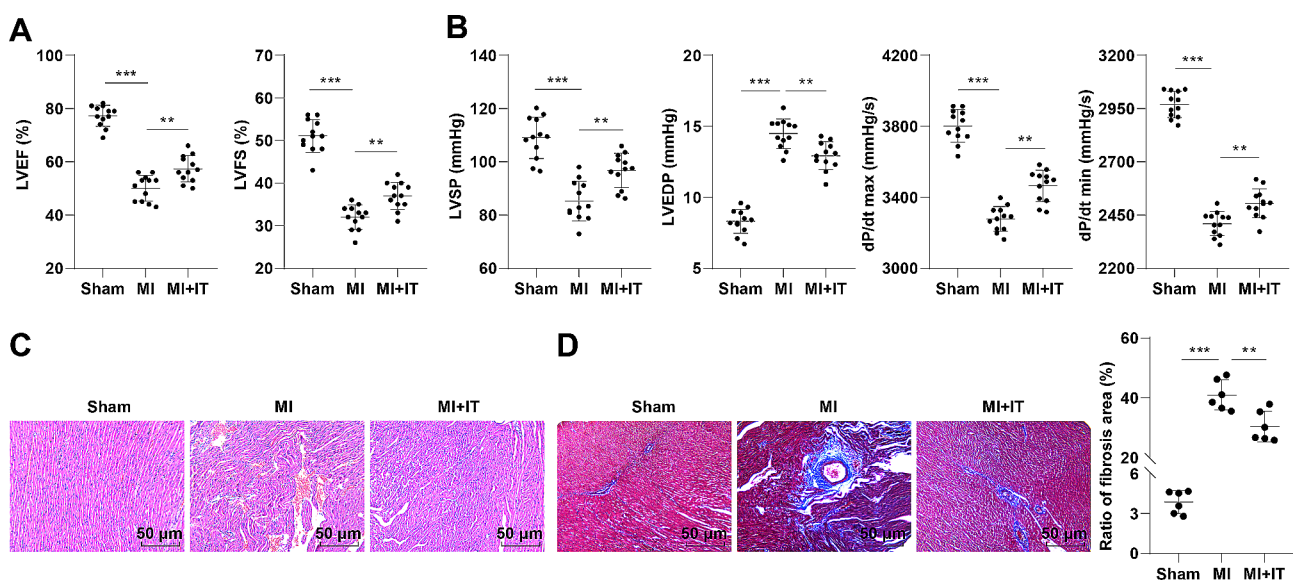 A
B
LVEF (%)
100
80
60
40
20
***
**
Sham MI MI+IT
LVFS (%)
70
60
50
40
30
20
***
**
Sham MI MI+IT
LVSP (mmHg)
140
120
100
80
60
***
**
Sham MI MI+IT
LVEDP (mmHg)
20
15
10
5
*** **
Sham MI MI+IT
dP/dt max (mmHg/s)
4200
3800
3400
3000
***
**
Sham MI MI+IT
dP/dt min (mmHg/s)
3200
2950
2700
2450
2200
***
**
Sham MI MI+IT
C
Sham MI MI+IT
50 μm 50 μm 50 μm
D
Sham MI MI+IT
50 μm 50 μm 50 μm
Ratio of fibrosis area (%)
60
40
20
6
3
0
*** **
Sham MI MI+IT